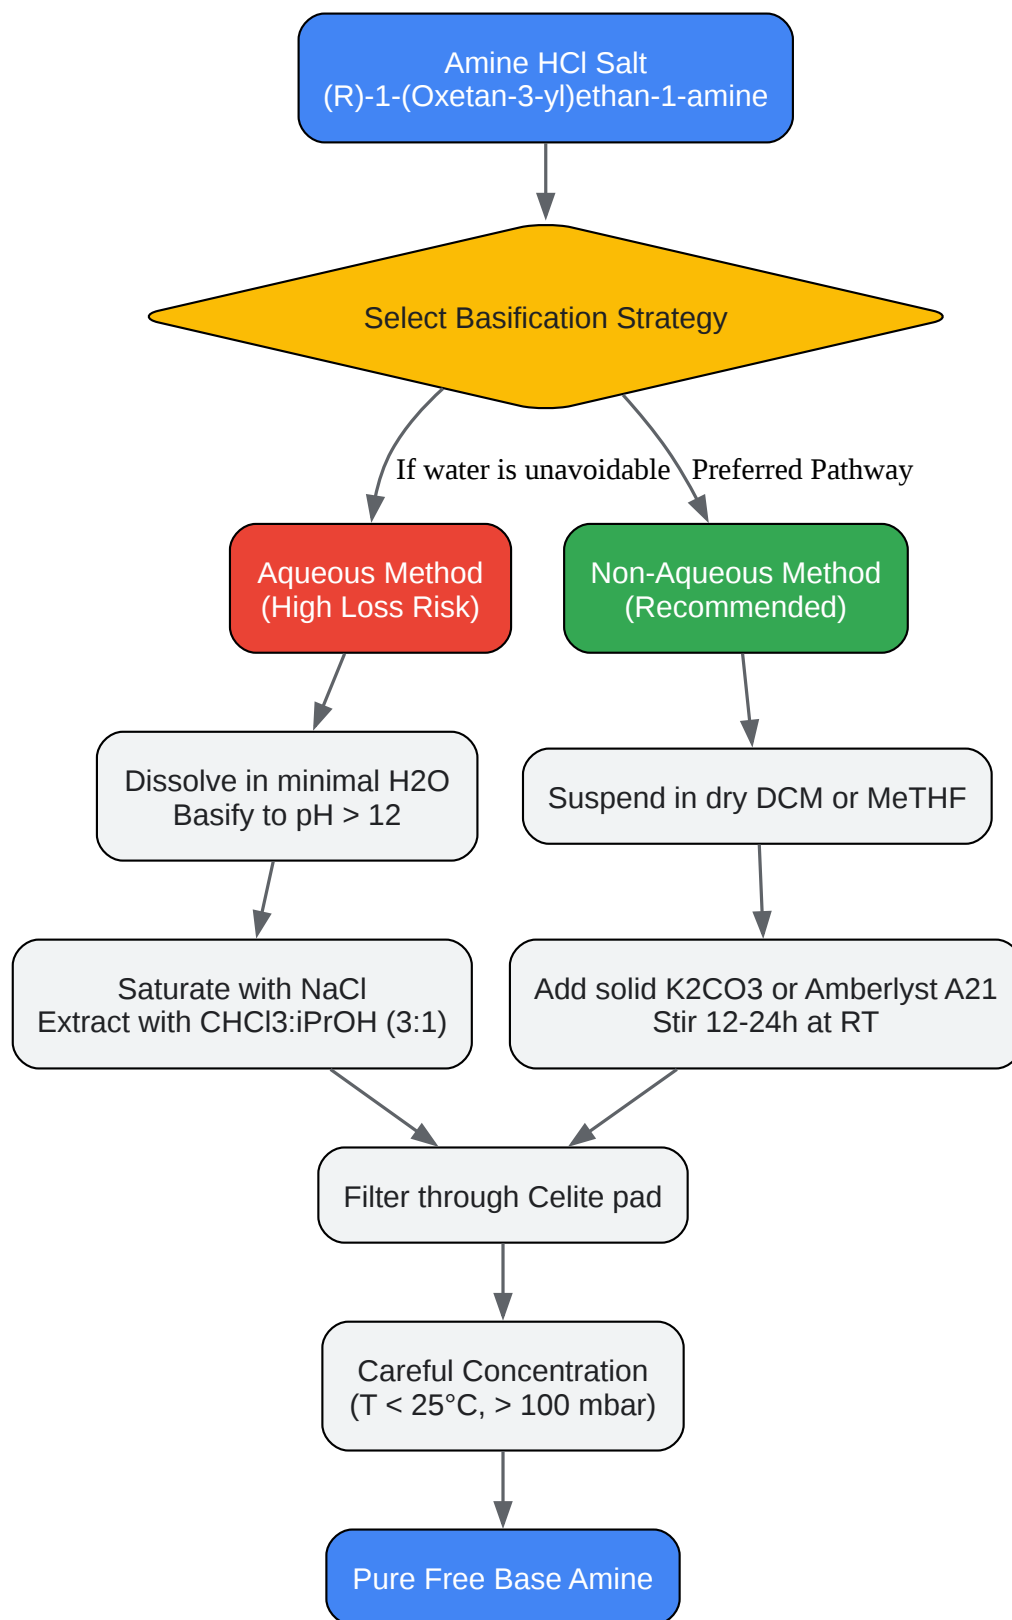 Amine HCl Salt
(R)-1-(Oxetan-3-yl)ethan-1-amine
Select Basification Strategy
If water is unavoidable
Preferred Pathway
Aqueous Method
(High Loss Risk)
Non-Aqueous Method
(Recommended)
Dissolve in minimal H2O
Basify to pH > 12
Suspend in dry DCM or MeTHF
Saturate with NaCl
Extract with CHCl3:iPrOH (3:1)
Add solid K2CO3 or Amberlyst A21
Stir 12-24h at RT
Filter through Celite pad
Careful Concentration
(T < 25°C, > 100 mbar)
Pure Free Base Amine